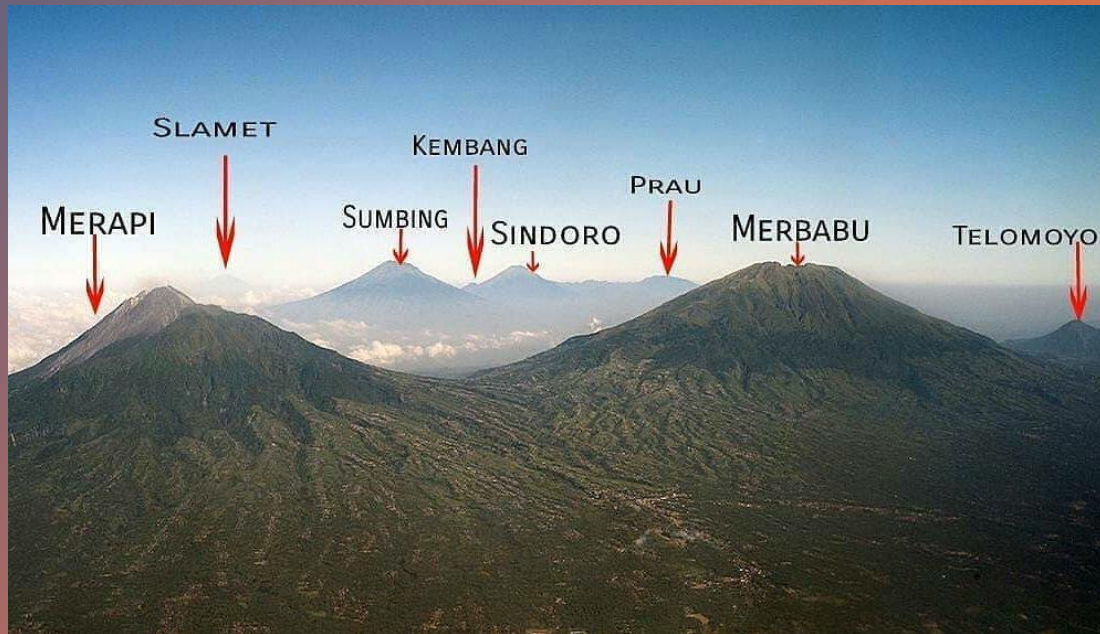 Slamet
Kembang
Prau
Merapi
Sumbing
Sindoro
Merbabu
Telomoyo